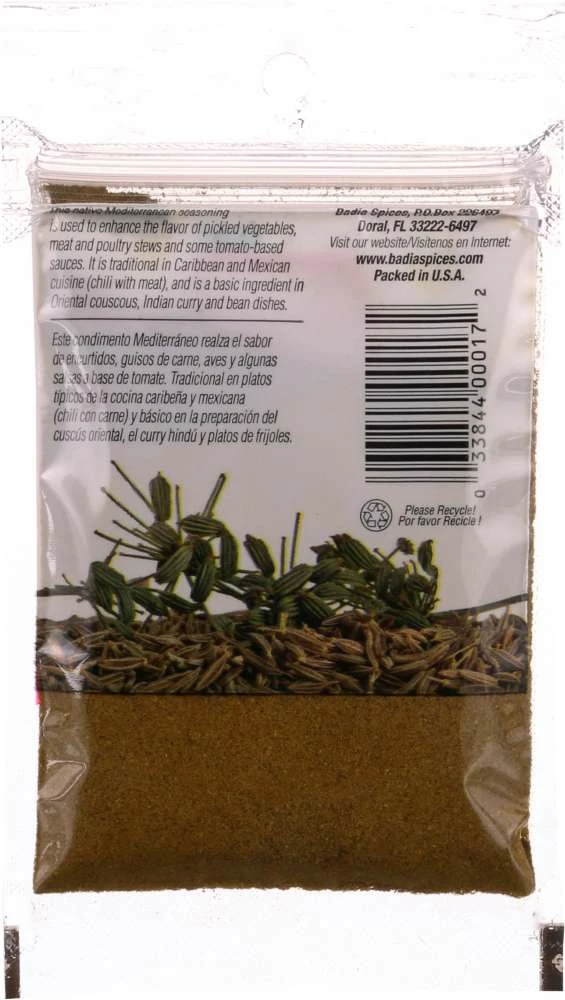 This native Mediterranean seasoning
is used to enhance the flavor of pickled vegetables,
meat and poultry stews and some tomato-based
sauces. It is traditional in Caribbean and Mexican
cuisine (chili with meat), and is a basic ingredient in
Oriental couscous, Indian curry and bean dishes.
Este condimento Mediterráneo realza el sabor
de encurtidos, guisos de carne, aves y algunas
salsas a base de tomate. Tradicional en platos
típicos de la cocina caribeña y mexicana
(chili con carne) y básico en la preparación del
cuscús oriental, el curry hindú y platos de frijoles.
Badia Spices, P.O.Box 226497
Doral, FL 33222-6497
Visit our website/Visítenos en Internet:
www.badiaspices.com
Packed in U.S.A.
0 33844 00017 2
Please Recycle!
Por favor Recicle !